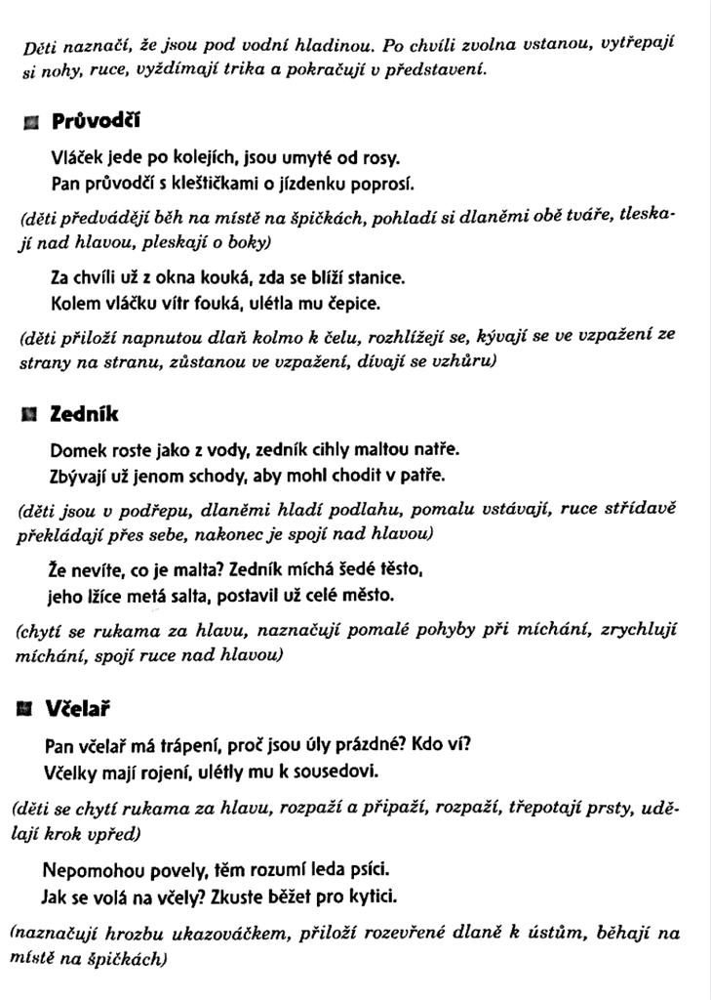 Děti naznačí, že jsou pod vodní hladinou. Po chvíli zvolna vstanou, vytřepají
si nohy, ruce, vyždímají trika a pokračují v představení.
Průvodčí
Vláček jede po kolejích, jsou umyté od rosy.
Pan průvodčí s kleštičkami o jízdenku poprosí.
(děti předvádějí běh na místě na špičkách, pohladí si dlaněmi obě tváře, tleska-
jí nad hlavou, pleskají o boky)
Za chvíli už z okna kouká, zda se blíží stanice.
Kolem vláčku vítr fouká, ulétla mu čepice.
(děti přiloží napnutou dlaň kolmo k čelu, rozhlížejí se, kývají se ve vzpažení ze
strany na stranu, zůstanou ve vzpažení, dívají se vzhůru)
Zedník
Domek roste jako z vody, zedník cihly maltou natře.
Zbývají už jenom schody, aby mohl chodit v patře.
(děti jsou v podřepu, dlaněmi hladí podlahu, pomalu vstávají, ruce střídavě
překládají přes sebe, nakonec je spojí nad hlavou)
Že nevíte, co je malta? Zedník míchá šedé těsto,
jeho lžíce metá salta, postavil už celé město.
(chytí se rukama za hlavu, naznačují pomalé pohyby při míchání, zrychlují
míchání, spojí ruce nad hlavou)
Včelař
Pan včelař má trápení, proč jsou úly prázdné? Kdo ví?
Včelky mají rojení, ulétly mu k sousedovi.
(děti se chytí rukama za hlavu, rozpaží a připaží, rozpaží, třepotají prsty, udě-
lají krok vpřed)
Nepomohou povely, těm rozumí leda psíci.
Jak se volá na včely? Zkuste běžet pro kytici.
(naznačují hrozbu ukazováčkem, přiloží rozevřené dlaně k ústům, běhají na
místě na špičkách)